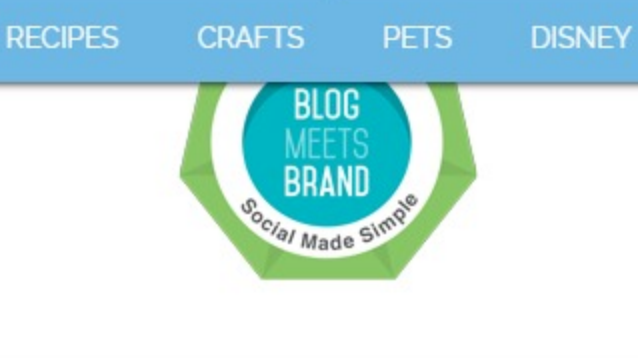 RECIPES CRAFTS PETS DISNEY
BLOG
MEETS
BRAND
Social Made Simple